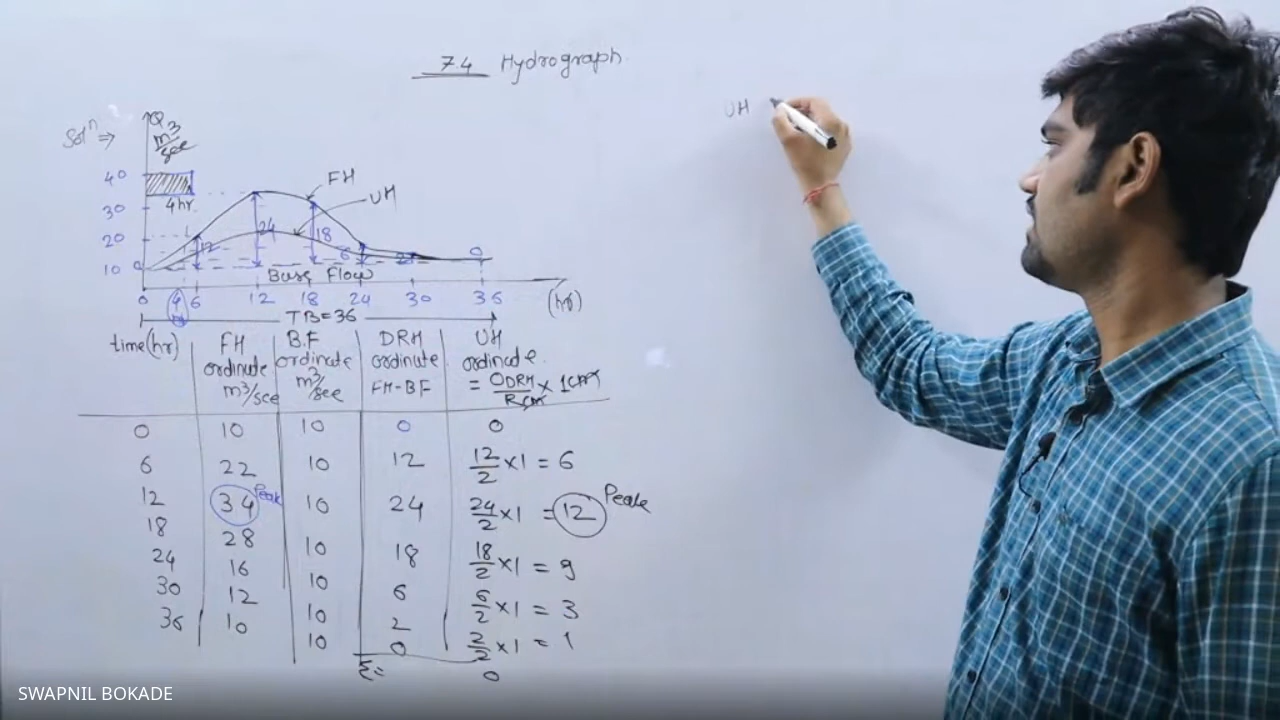 7.4 Hydrograph
UH
Solⁿ ⇒
Q m³/sec
40
30
20
10
4hr.
FH
UH
12 24 18 6 2 0
Base Flow
0 4 6 12 18 24 30 36 (hr)
TB=36
time(hr) | FH ordinate m³/sec | B.F ordinate m³/sec | DRH ordinate FH-BF | UH ordinate = ODRH/Rcm × 1cm
0 10 10 0 0
6 22 10 12 12/2 ×1 = 6
12 34 Peak 10 24 24/2 ×1 = 12 Peak
18 28 10 18 18/2 ×1 = 9
24 16 10 6 6/2 ×1 = 3
30 12 10 2 2/2 ×1 = 1
36 10 10 0 0
Σ=
SWAPNIL BOKADE